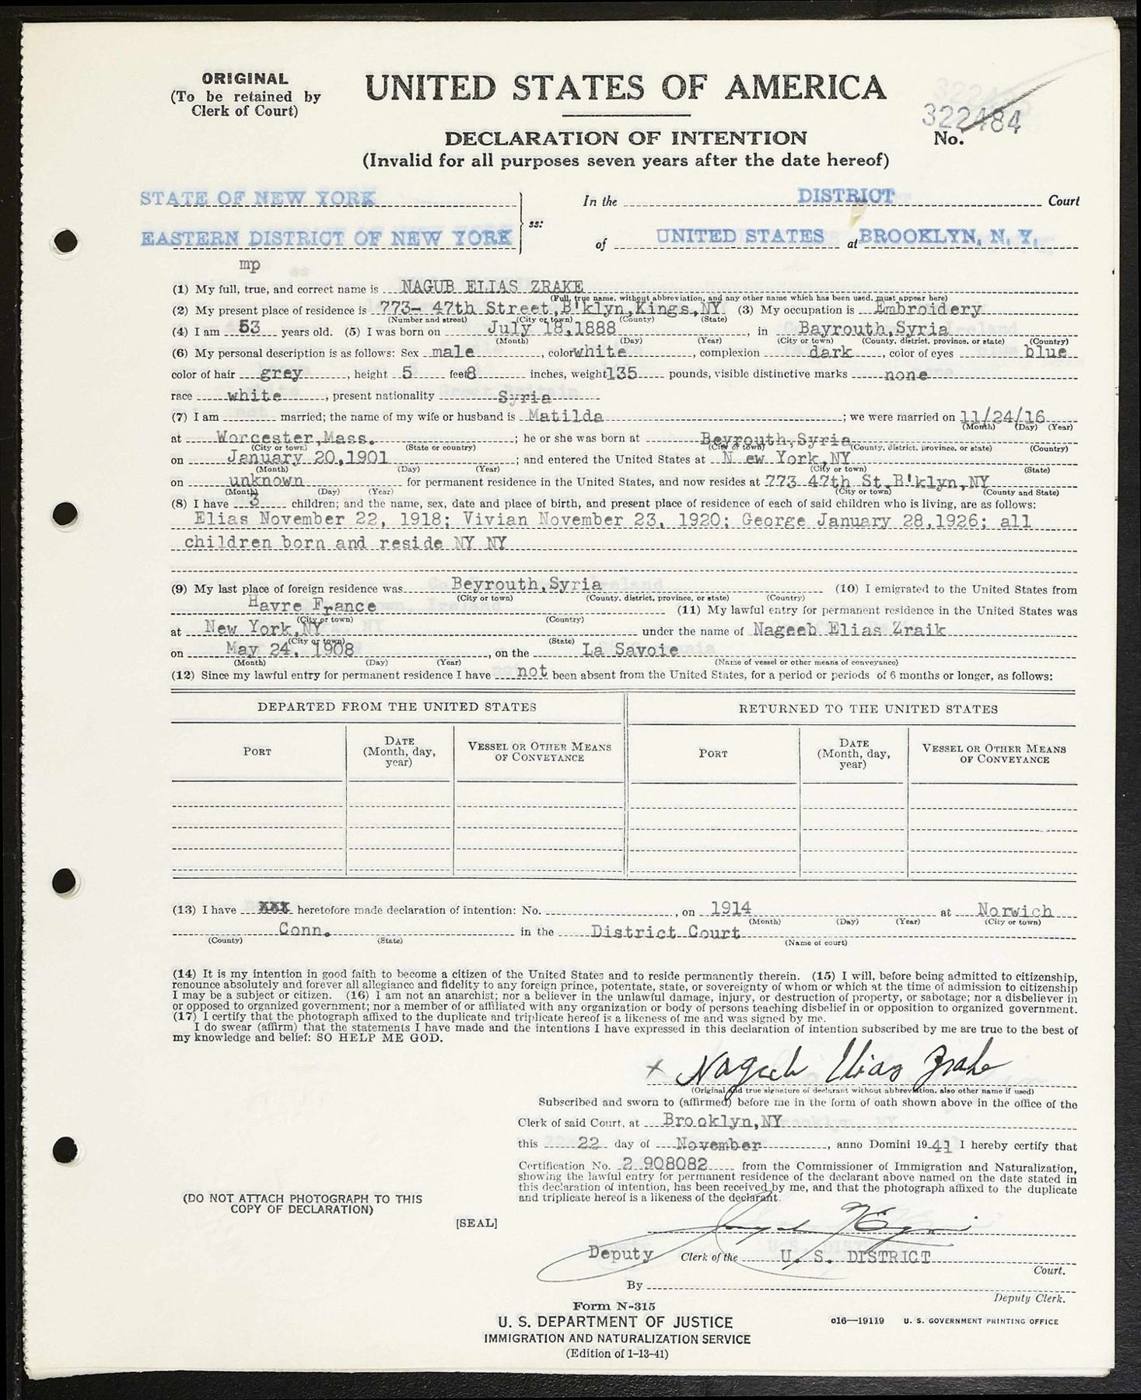 ORIGINAL
(To be retained by
Clerk of Court)
UNITED STATES OF AMERICA
322484
No.
DECLARATION OF INTENTION
(Invalid for all purposes seven years after the date hereof)
STATE OF NEW YORK
EASTERN DISTRICT OF NEW YORK
ss:
In the DISTRICT Court
of UNITED STATES at BROOKLYN, N. Y.
mp
(1) My full, true, and correct name is NAGUB ELIAS ZRAKE
(Full, true name, without abbreviation, and any other name which has been used, must appear here)
(2) My present place of residence is 773- 47th Street,B'klyn,Kings,NY (3) My occupation is Embroidery
(Number and street) (City or town) (County) (State)
(4) I am 53 years old. (5) I was born on July 18,1888 in Bayrouth,Syria
(Month) (Day) (Year) (City or town) (County, district, province, or state) (Country)
(6) My personal description is as follows: Sex male, color white, complexion dark, color of eyes blue
color of hair grey, height 5 feet 8 inches, weight 135 pounds, visible distinctive marks none
race white, present nationality Syria
(7) I am married; the name of my wife or husband is Matilda; we were married on 11/24/16
(Month) (Day) (Year)
at Worcester,Mass.; he or she was born at Beyrouth,Syria
(City or town) (State or country) (City or town) (County, district, province, or state) (Country)
on January 20,1901; and entered the United States at N ew York,NY
(Month) (Day) (Year) (City or town) (State)
on unknown for permanent residence in the United States, and now resides at 773 47th St.B'klyn,NY
(Month) (Day) (Year) (City or town) (County and State)
(8) I have 3 children; and the name, sex, date and place of birth, and present place of residence of each of said children who is living, are as follows:
Elias November 22, 1918; Vivian November 23, 1920; George January 28,1926; all
children born and reside NY NY
(9) My last place of foreign residence was Beyrouth,Syria (10) I emigrated to the United States from
(City or town) (County, district, province, or state) (Country)
Havre France (11) My lawful entry for permanent residence in the United States was
(City or town) (Country)
at New York,NY under the name of Nageeb Elias Zraik
(City or town) (State)
on May 24, 1908, on the La Savoie
(Month) (Day) (Year) (Name of vessel or other means of conveyance)
(12) Since my lawful entry for permanent residence I have not been absent from the United States, for a period or periods of 6 months or longer, as follows:
DEPARTED FROM THE UNITED STATES RETURNED TO THE UNITED STATES
PORT DATE (Month, day, year) VESSEL OR OTHER MEANS OF CONVEYANCE PORT DATE (Month, day, year) VESSEL OR OTHER MEANS OF CONVEYANCE
(13) I have xxx heretofore made declaration of intention: No. , on 1914 at Norwich
(Month) (Day) (Year) (City or town)
Conn. in the District Court
(County) (State) (Name of court)
(14) It is my intention in good faith to become a citizen of the United States and to reside permanently therein. (15) I will, before being admitted to citizenship,
renounce absolutely and forever all allegiance and fidelity to any foreign prince, potentate, state, or sovereignty of whom or which at the time of admission to citizenship
I may be a subject or citizen. (16) I am not an anarchist; nor a believer in the unlawful damage, injury, or destruction of property, or sabotage; nor a disbeliever in
or opposed to organized government; nor a member of or affiliated with any organization or body of persons teaching disbelief in or opposition to organized government.
(17) I certify that the photograph affixed to the duplicate and triplicate hereof is a likeness of me and was signed by me.
I do swear (affirm) that the statements I have made and the intentions I have expressed in this declaration of intention subscribed by me are true to the best of
my knowledge and belief: SO HELP ME GOD.
x Nageeb Elias Zrake
(Original and true signature of declarant without abbreviation, also other name if used)
Subscribed and sworn to (affirmed) before me in the form of oath shown above in the office of the
Clerk of said Court, at Brooklyn,NY
this 22 day of November, anno Domini 1941 I hereby certify that
Certification No. 2 908082 from the Commissioner of Immigration and Naturalization,
showing the lawful entry for permanent residence of the declarant above named on the date stated in
this declaration of intention, has been received by me, and that the photograph affixed to the duplicate
and triplicate hereof is a likeness of the declarant.
(DO NOT ATTACH PHOTOGRAPH TO THIS
COPY OF DECLARATION)
[SEAL]
Deputy Clerk of the U. S. DISTRICT
Court.
By
Deputy Clerk.
Form N-315
U. S. DEPARTMENT OF JUSTICE
IMMIGRATION AND NATURALIZATION SERVICE
(Edition of 1-13-41)
o16—19119 U. S. GOVERNMENT PRINTING OFFICE